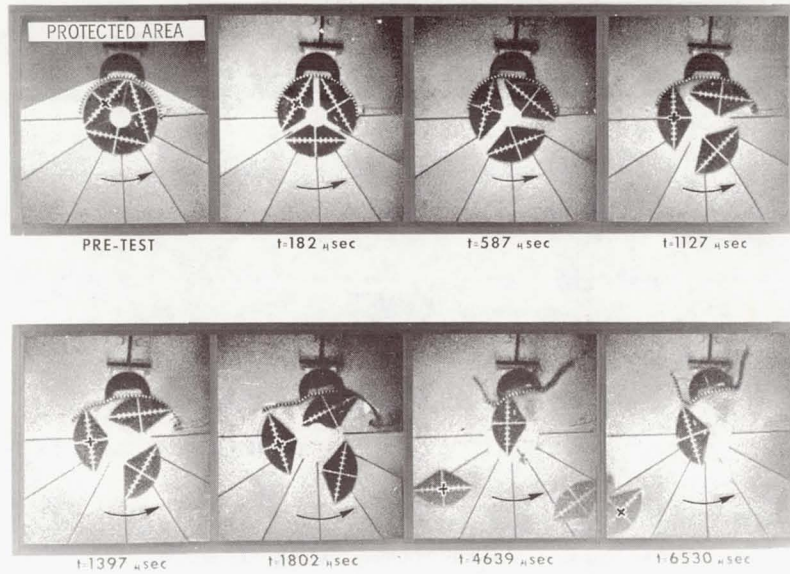 PROTECTED AREA
PRE-TEST
t=182 μsec
t=587 μsec
t=1127 μsec
t=1397 μsec
t=1802 μsec
t=4639 μsec
t=6530 μsec